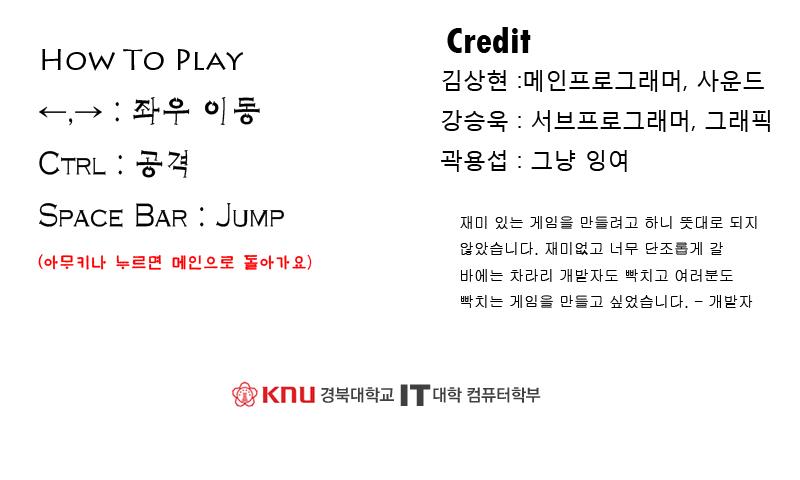 How To Play
←,→ : 좌우 이동
Ctrl : 공격
Space Bar : Jump
(아무키나 누르면 메인으로 돌아가요)
Credit
김상현 :메인프로그래머, 사운드
강승욱 : 서브프로그래머, 그래픽
곽용섭 : 그냥 잉여
재미 있는 게임을 만들려고 하니 뜻대로 되지
않았습니다. 재미없고 너무 단조롭게 갈
바에는 차라리 개발자도 빡치고 여러분도
빡치는 게임을 만들고 싶었습니다. - 개발자
KNU 경북대학교 IT 대학 컴퓨터학부